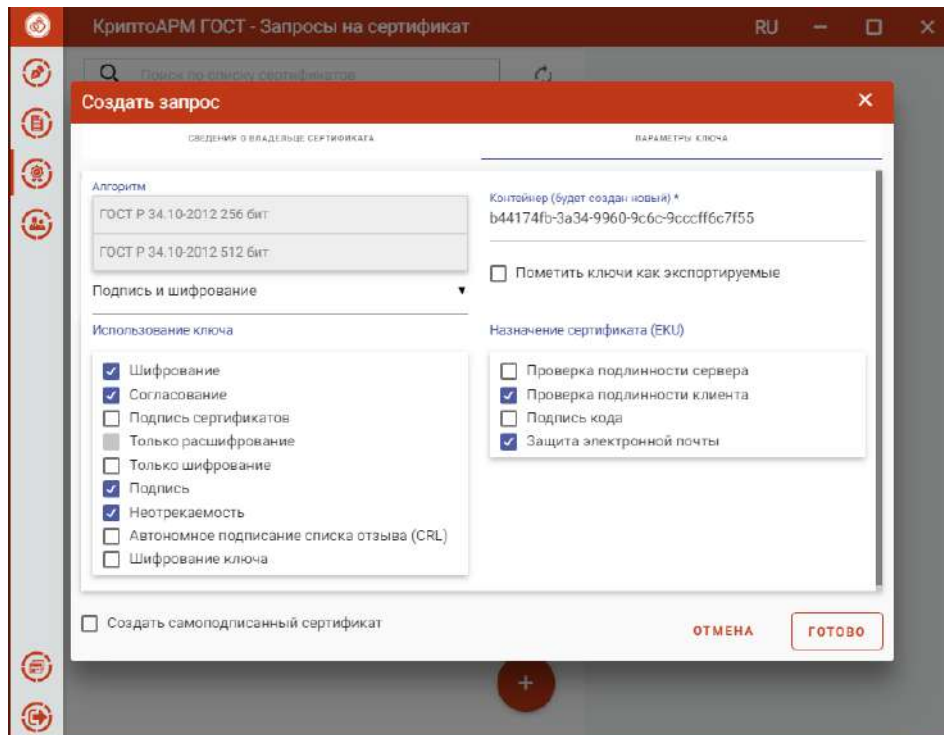 КриптоАРМ ГОСТ - Запросы на сертификат
RU
Поиск по списку сертификатов
Создать запрос
СВЕДЕНИЯ О ВЛАДЕЛЬЦЕ СЕРТИФИКАТА
ПАРАМЕТРЫ КЛЮЧА
Алгоритм
ГОСТ Р 34.10-2012 256 бит
ГОСТ Р 34.10-2012 512 бит
Подпись и шифрование
Контейнер (будет создан новый) *
b44174fb-3a34-9960-9c6c-9cccff6c7f55
Пометить ключи как экспортируемые
Использование ключа
Шифрование
Согласование
Подпись сертификатов
Только расшифрование
Только шифрование
Подпись
Неотрекаемость
Автономное подписание списка отзыва (CRL)
Шифрование ключа
Назначение сертификата (EKU)
Проверка подлинности сервера
Проверка подлинности клиента
Подпись кода
Защита электронной почты
Создать самоподписанный сертификат
ОТМЕНА
ГОТОВО